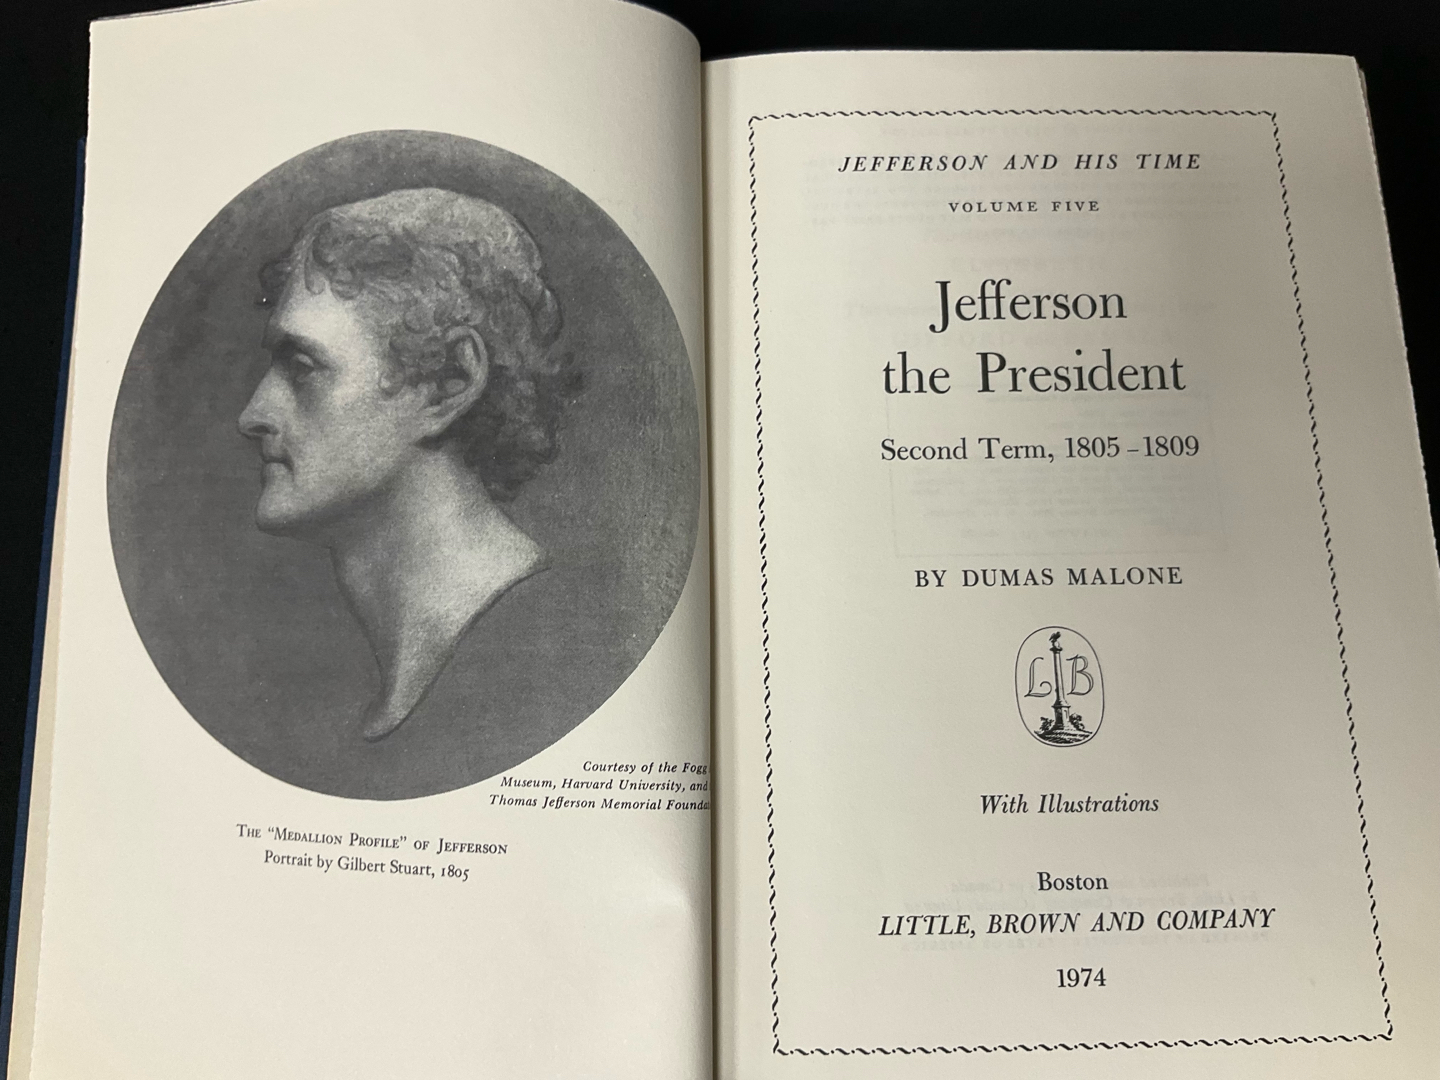 Courtesy of the Fogg
Museum, Harvard University, and
Thomas Jefferson Memorial
THE "MEDALLION PROFILE" OF JEFFERSON
Portrait by Gilbert Stuart, 1805
JEFFERSON AND HIS TIME
VOLUME FIVE
Jefferson
the President
Second Term, 1805–1809
BY DUMAS MALONE
L B
With Illustrations
Boston
LITTLE, BROWN AND COMPANY
1974